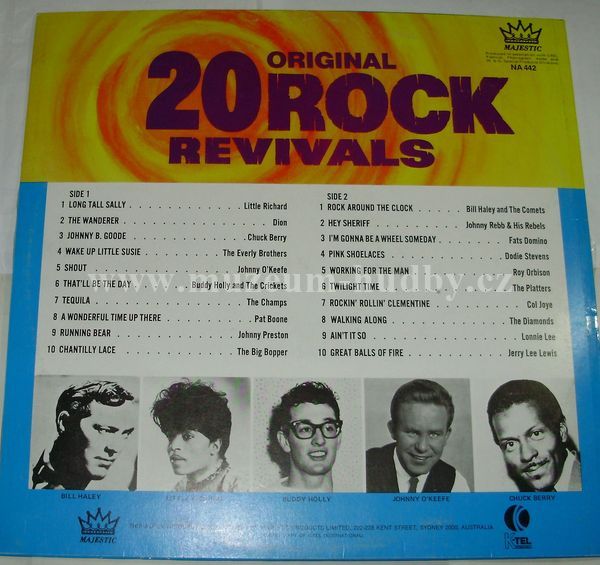 ORIGINAL
20 ROCK
REVIVALS
MAJESTIC
NA 442
SIDE 1
1 LONG TALL SALLY . . . . . . . . . . . . Little Richard
2 THE WANDERER . . . . . . . . . . . . Dion
3 JOHNNY B. GOODE . . . . . . . . . . . . Chuck Berry
4 WAKE UP LITTLE SUSIE . . . . . . . . The Everly Brothers
5 SHOUT . . . . . . . . . . . . Johnny O'Keefe
6 THAT'LL BE THE DAY . . . . Buddy Holly and The Crickets
7 TEQUILA . . . . . . . . . . . . The Champs
8 A WONDERFUL TIME UP THERE . . . . . . . . Pat Boone
9 RUNNING BEAR . . . . . . . . . . Johnny Preston
10 CHANTILLY LACE . . . . . . . . . . The Big Bopper
SIDE 2
1 ROCK AROUND THE CLOCK . . . . . Bill Haley and The Comets
2 HEY SHERIFF . . . . . . . . Johnny Rebb & His Rebels
3 I'M GONNA BE A WHEEL SOMEDAY . . . . . . Fats Domino
4 PINK SHOELACES . . . . . . . . . . Dodie Stevens
5 WORKING FOR THE MAN . . . . . . . . . . Roy Orbison
6 TWILIGHT TIME . . . . . . . . . . The Platters
7 ROCKIN' ROLLIN' CLEMENTINE . . . . . . . . Col Joye
8 WALKING ALONG . . . . . . . . . . The Diamonds
9 AIN'T IT SO . . . . . . . . . . Lonnie Lee
10 GREAT BALLS OF FIRE . . . . . . . . Jerry Lee Lewis
BILL HALEY
BUDDY HOLLY
JOHNNY O'KEEFE
CHUCK BERRY
MAJESTIC
PRODUCTS LIMITED, 222-228 KENT STREET, SYDNEY 2000, AUSTRALIA
K-TEL